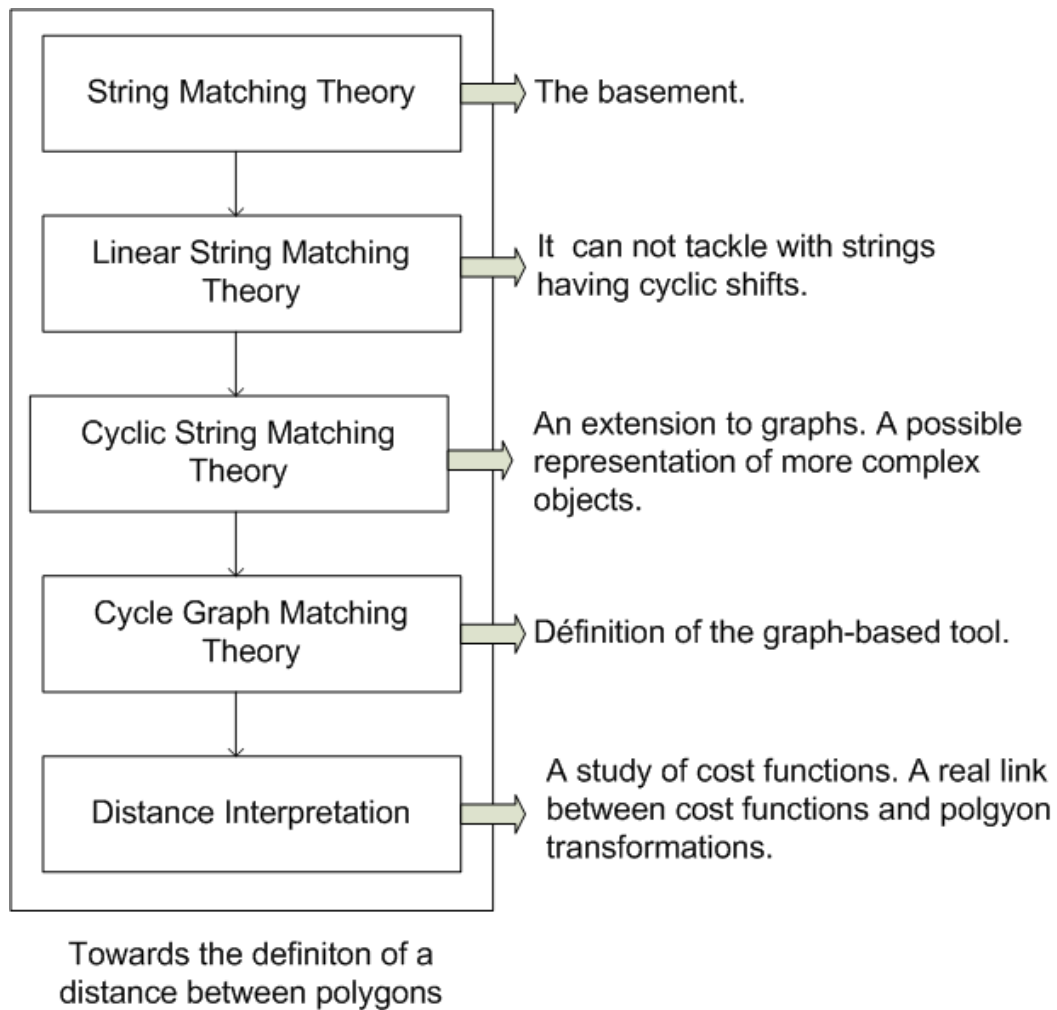 String Matching Theory
The basement.
Linear String Matching
Theory
It can not tackle with strings
having cyclic shifts.
Cyclic String Matching
Theory
An extension to graphs. A possible
representation of more complex
objects.
Cycle Graph Matching
Theory
Définition of the graph-based tool.
Distance Interpretation
A study of cost functions. A real link
between cost functions and polgyon
transformations.
Towards the definiton of a
distance between polygons